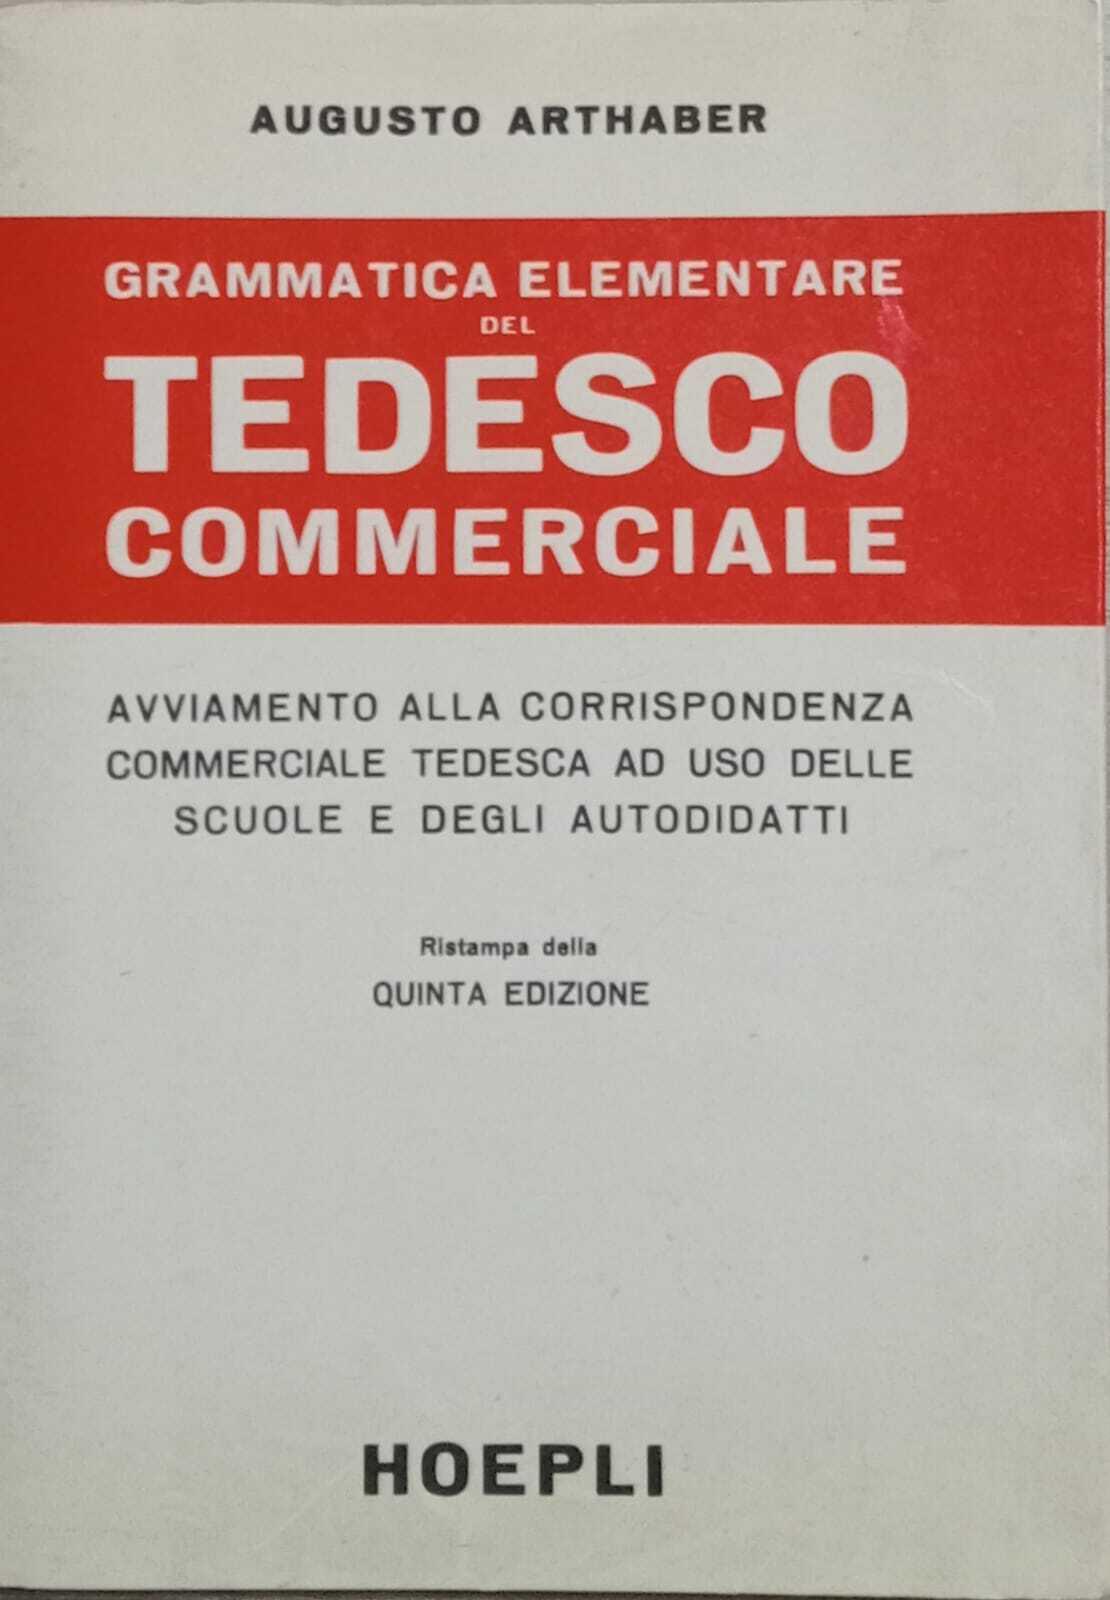 AUGUSTO ARTHABER
GRAMMATICA ELEMENTARE
DEL
TEDESCO
COMMERCIALE
AVVIAMENTO ALLA CORRISPONDENZA
COMMERCIALE TEDESCA AD USO DELLE
SCUOLE E DEGLI AUTODIDATTI
Ristampa della
QUINTA EDIZIONE
HOEPLI